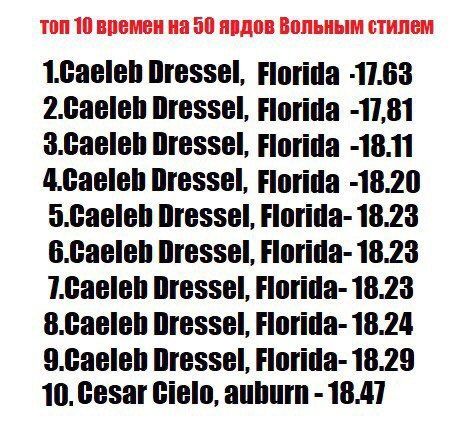 топ 10 времен на 50 ярдов Вольным стилем
1.Caeleb Dressel, Florida -17.63
2.Caeleb Dressel, Florida -17,81
3.Caeleb Dressel, Florida -18.11
4.Caeleb Dressel, Florida -18.20
5.Caeleb Dressel, Florida- 18.23
6.Caeleb Dressel, Florida- 18.23
7.Caeleb Dressel, Florida- 18.23
8.Caeleb Dressel, Florida- 18.24
9.Caeleb Dressel, Florida- 18.29
10. Cesar Cielo, auburn - 18.47